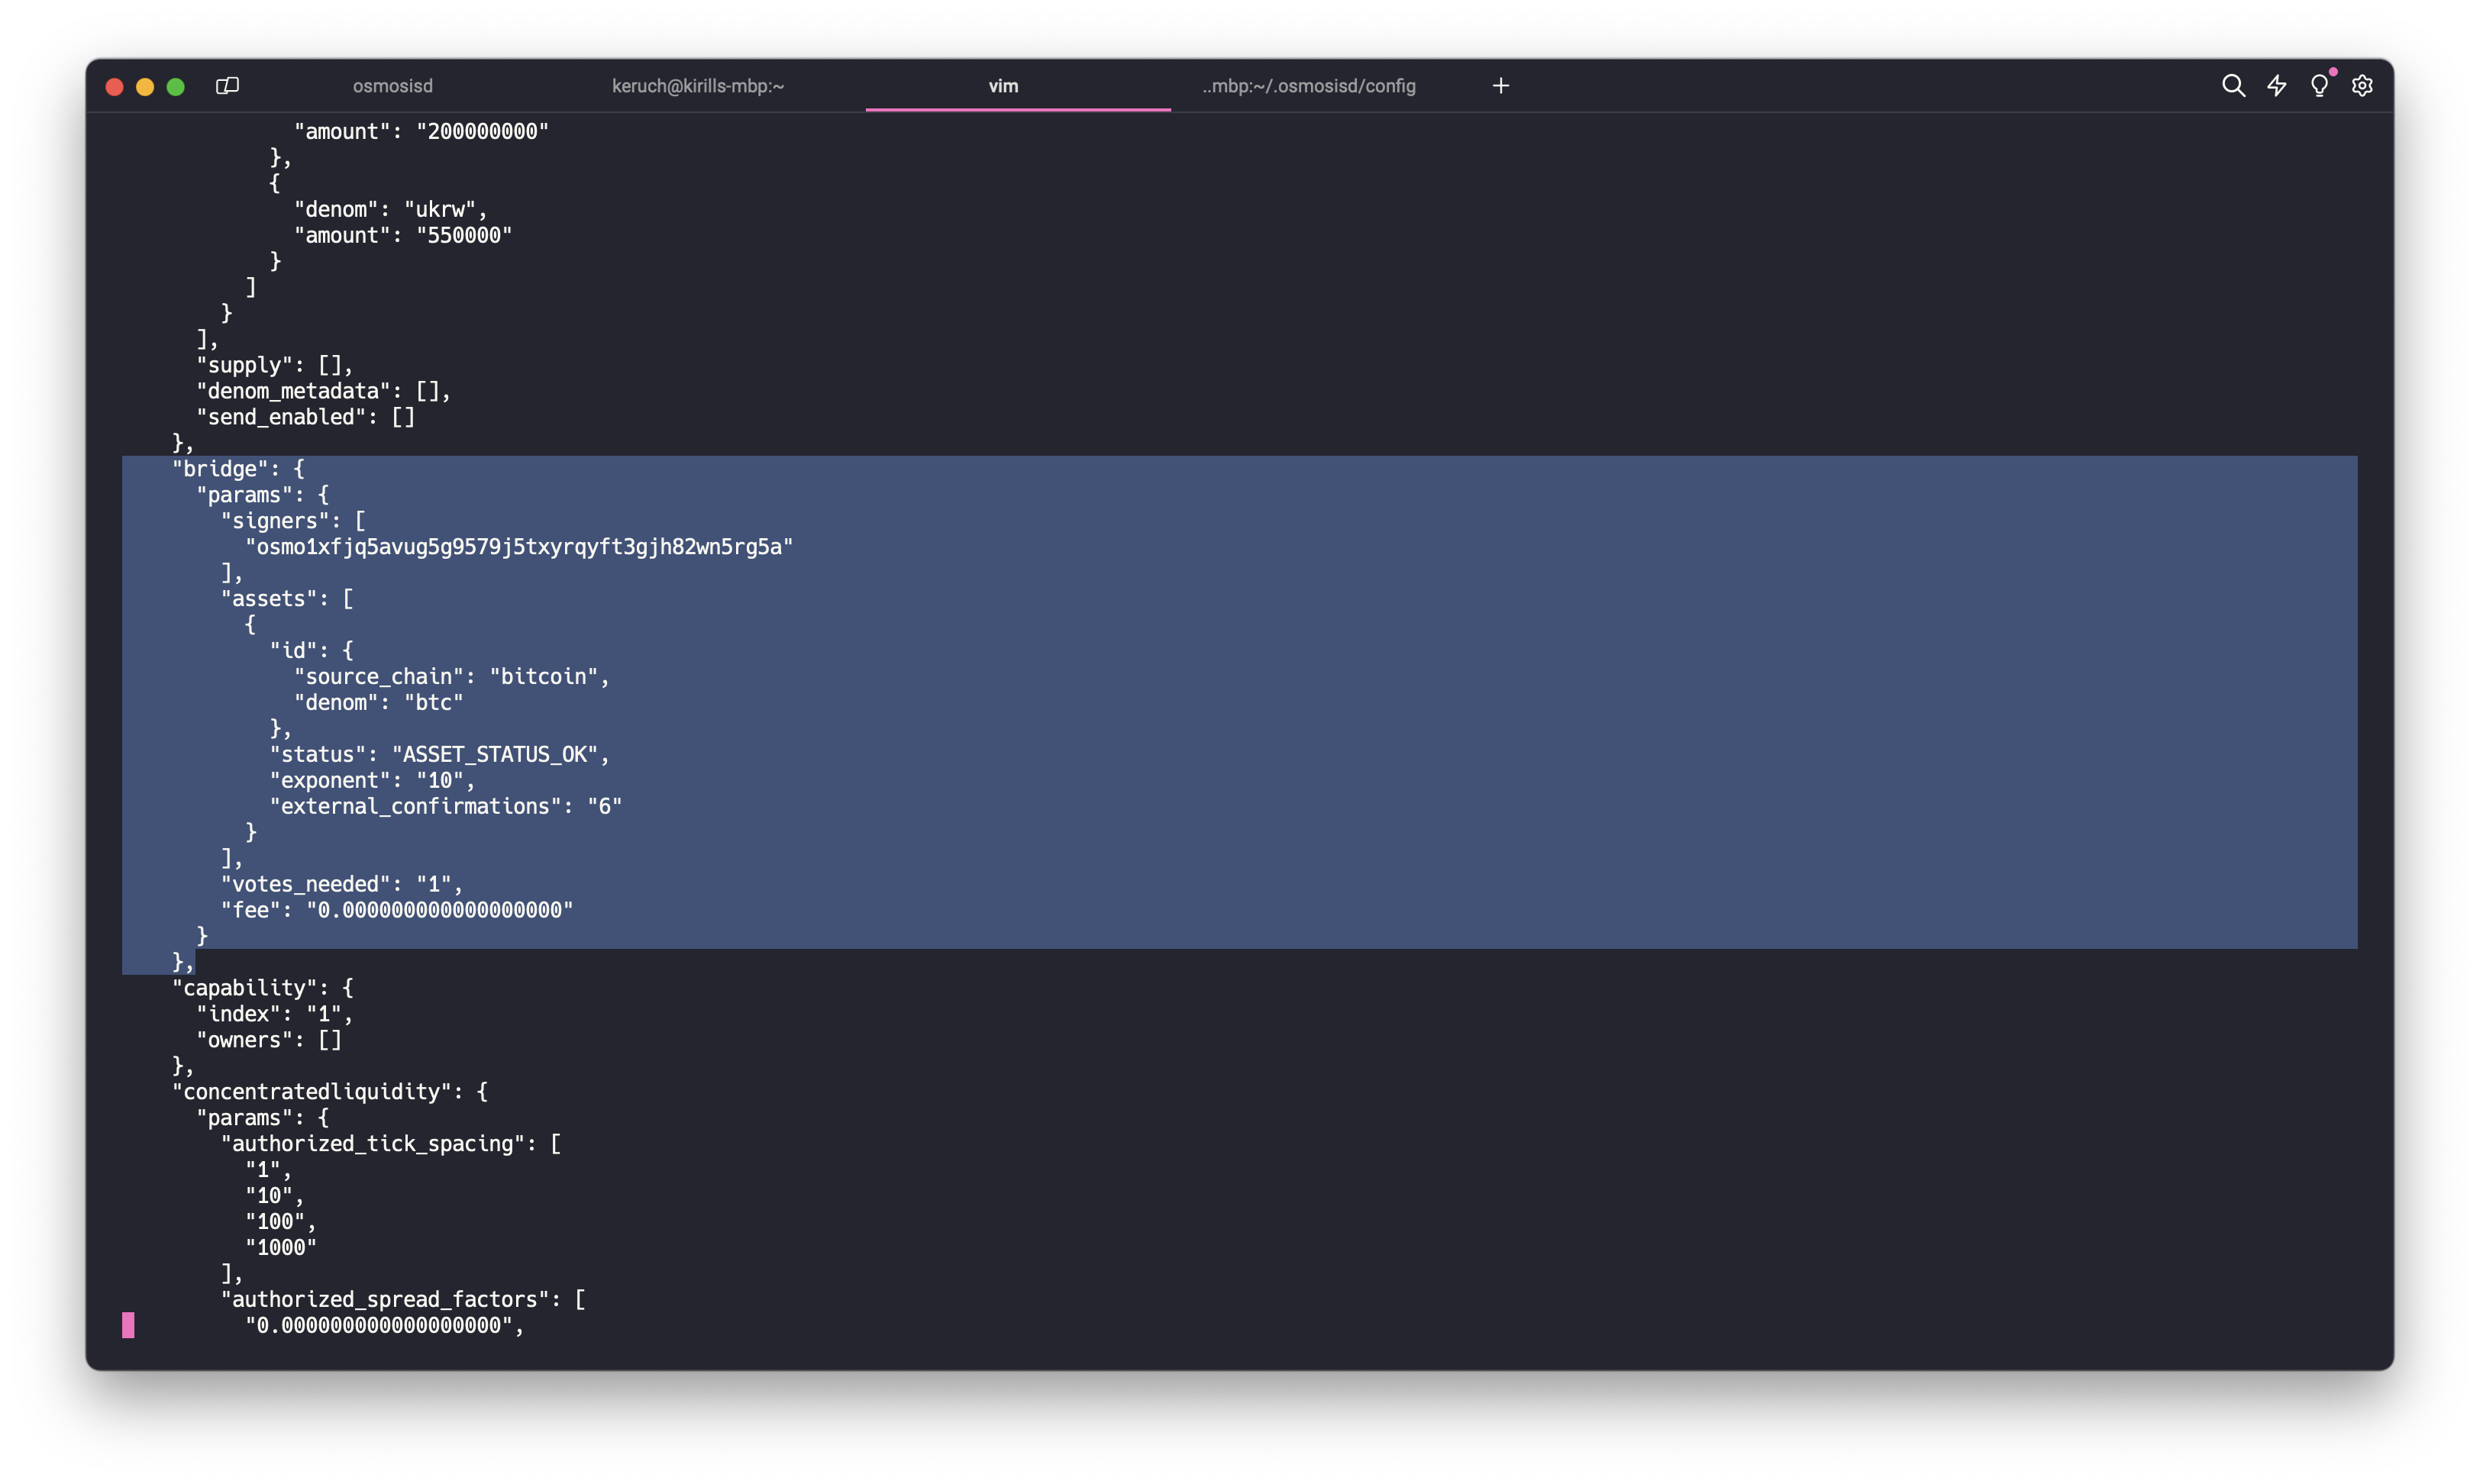 osmosisd keruch@kirills-mbp:~ vim ..mbp:~/.osmosisd/config +
"amount": "200000000"
},
{
"denom": "ukrw",
"amount": "550000"
}
]
}
],
"supply": [],
"denom_metadata": [],
"send_enabled": []
},
"bridge": {
"params": {
"signers": [
"osmo1xfjq5avug5g9579j5txyrqyft3gjh82wn5rg5a"
],
"assets": [
{
"id": {
"source_chain": "bitcoin",
"denom": "btc"
},
"status": "ASSET_STATUS_OK",
"exponent": "10",
"external_confirmations": "6"
}
],
"votes_needed": "1",
"fee": "0.000000000000000000"
}
},
"capability": {
"index": "1",
"owners": []
},
"concentratedliquidity": {
"params": {
"authorized_tick_spacing": [
"1",
"10",
"100",
"1000"
],
"authorized_spread_factors": [
"0.000000000000000000",